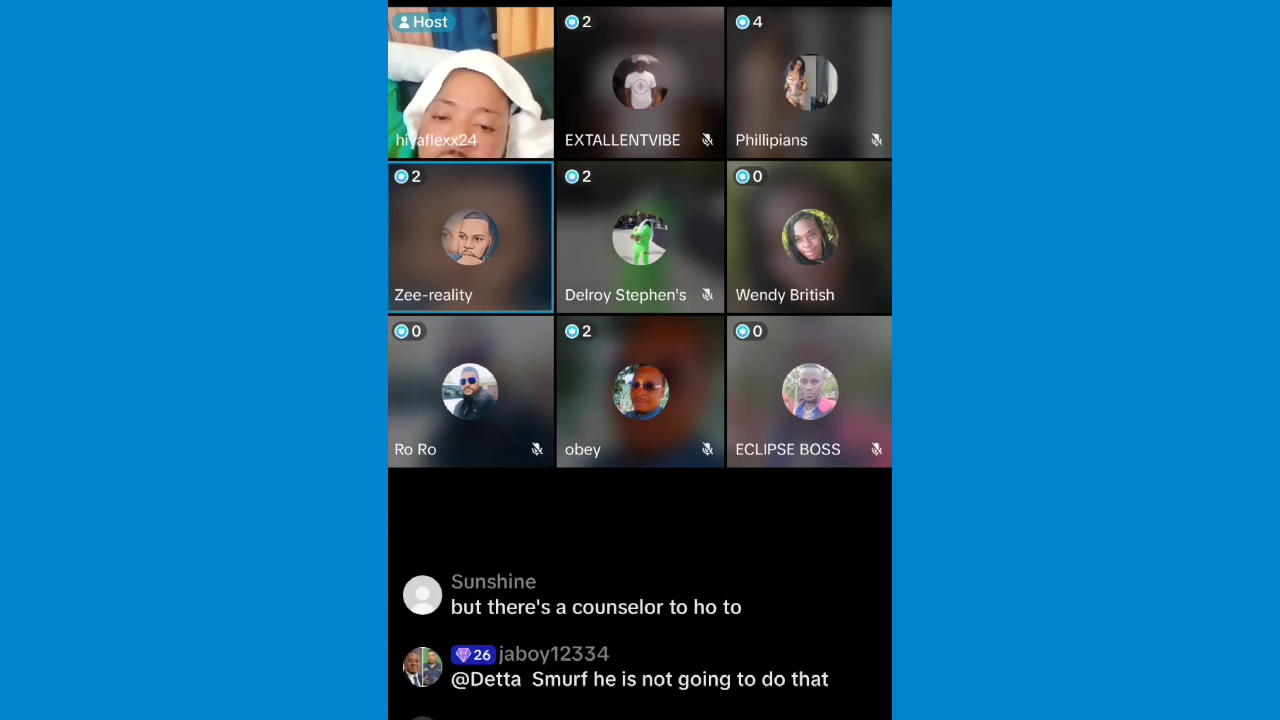 Host
2
4
hiyaflexx24
EXTALLENTVIBE
Phillipians
2
2
0
Zee-reality
Delroy Stephen's
Wendy British
0
2
0
Ro Ro
obey
ECLIPSE BOSS
Sunshine
but there's a counselor to ho to
26 jaboy12334
@Detta Smurf he is not going to do that